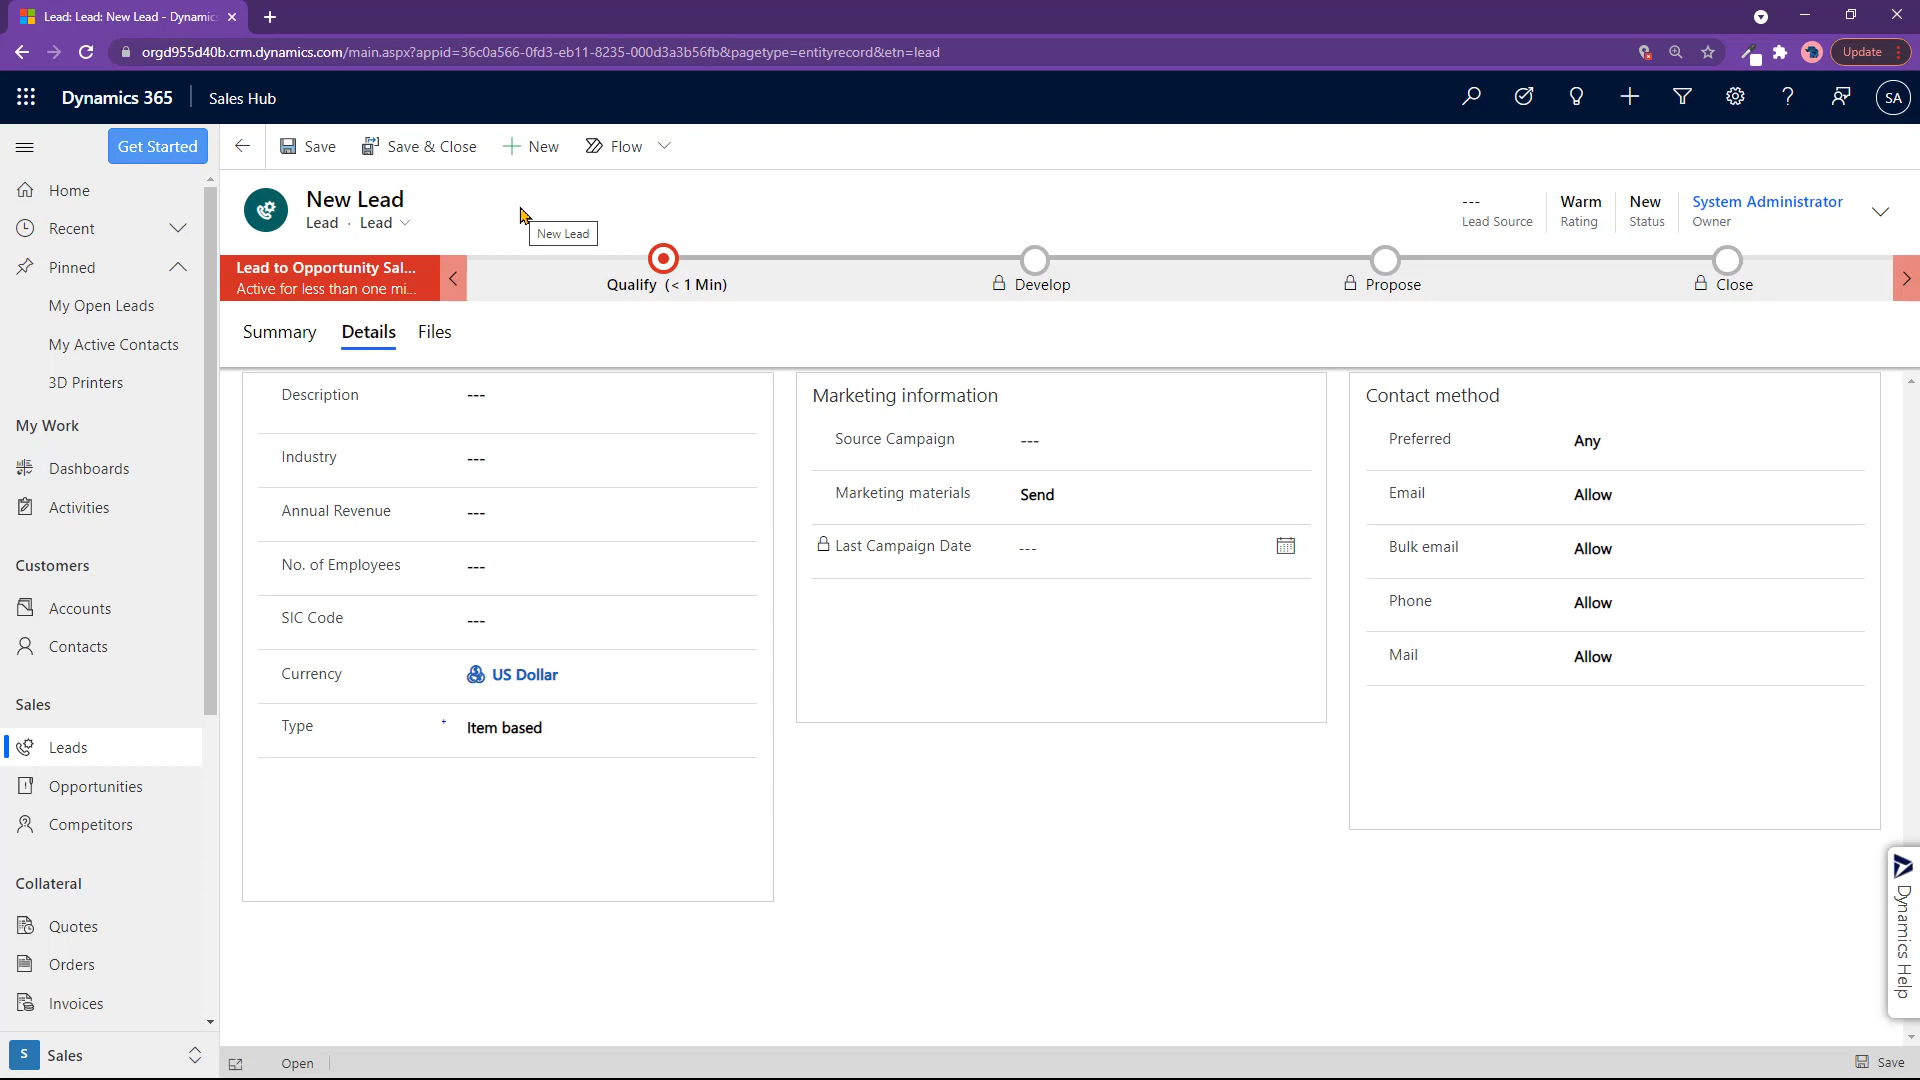 Lead: Lead: New Lead - Dynamics
orgd955d40b.crm.dynamics.com/main.aspx?appid=36c0a566-0fd3-eb11-8235-000d3a3b56fb&pagetype=entityrecord&etn=lead
Update
Dynamics 365
Sales Hub
SA
Get Started
Save
Save & Close
New
Flow
Home
Recent
Pinned
My Open Leads
My Active Contacts
3D Printers
My Work
Dashboards
Activities
Customers
Accounts
Contacts
Sales
Leads
Opportunities
Competitors
Collateral
Quotes
Orders
Invoices
S
Sales
New Lead
Lead · Lead
New Lead
---
Lead Source
Warm
Rating
New
Status
System Administrator
Owner
Lead to Opportunity Sal...
Active for less than one mi...
Qualify (< 1 Min)
Develop
Propose
Close
Summary
Details
Files
Description ---
Industry ---
Annual Revenue ---
No. of Employees ---
SIC Code ---
Currency US Dollar
Type + Item based
Marketing information
Source Campaign ---
Marketing materials Send
Last Campaign Date ---
Contact method
Preferred Any
Email Allow
Bulk email Allow
Phone Allow
Mail Allow
Dynamics Help
Open
Save